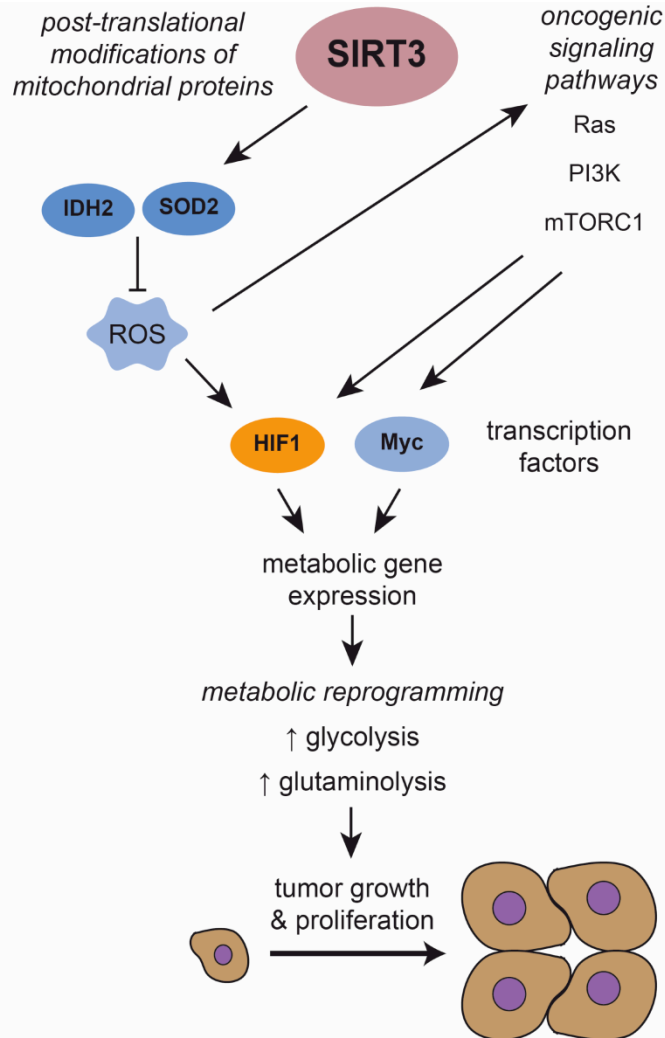 post-translational
modifications of
mitochondrial proteins
SIRT3
oncogenic
signaling
pathways
Ras
PI3K
mTORC1
IDH2
SOD2
ROS
HIF1
Myc
transcription
factors
metabolic gene
expression
metabolic reprogramming
↑ glycolysis
↑ glutaminolysis
tumor growth
& proliferation